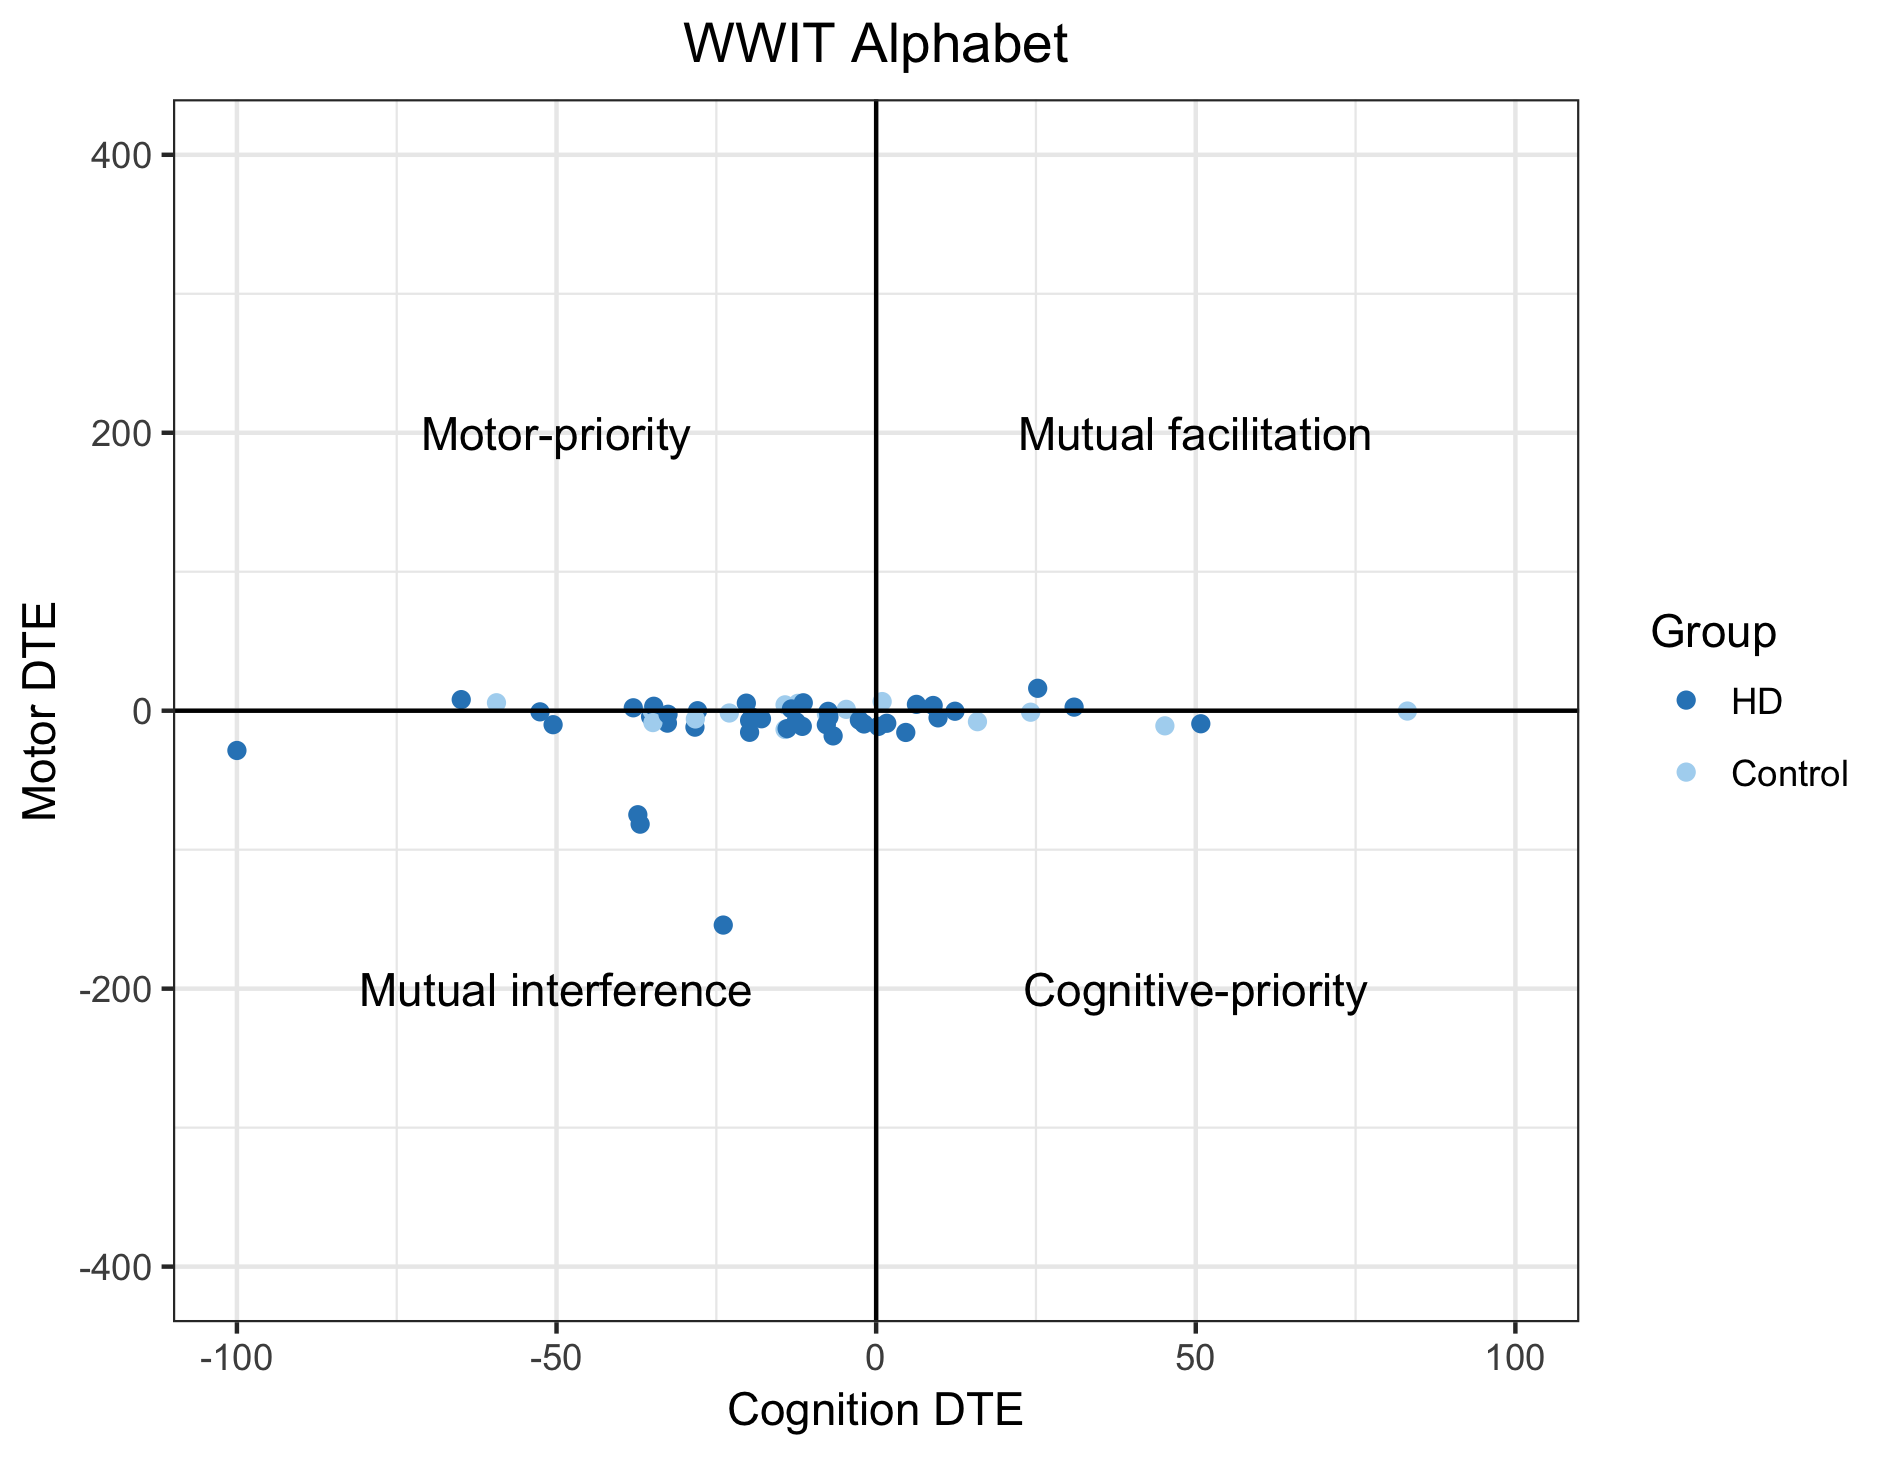 WWIT Alphabet
400
200
0
-200
-400
Motor DTE
Motor-priority
Mutual facilitation
Mutual interference
Cognitive-priority
-100
-50
0
50
100
Cognition DTE
Group
HD
Control